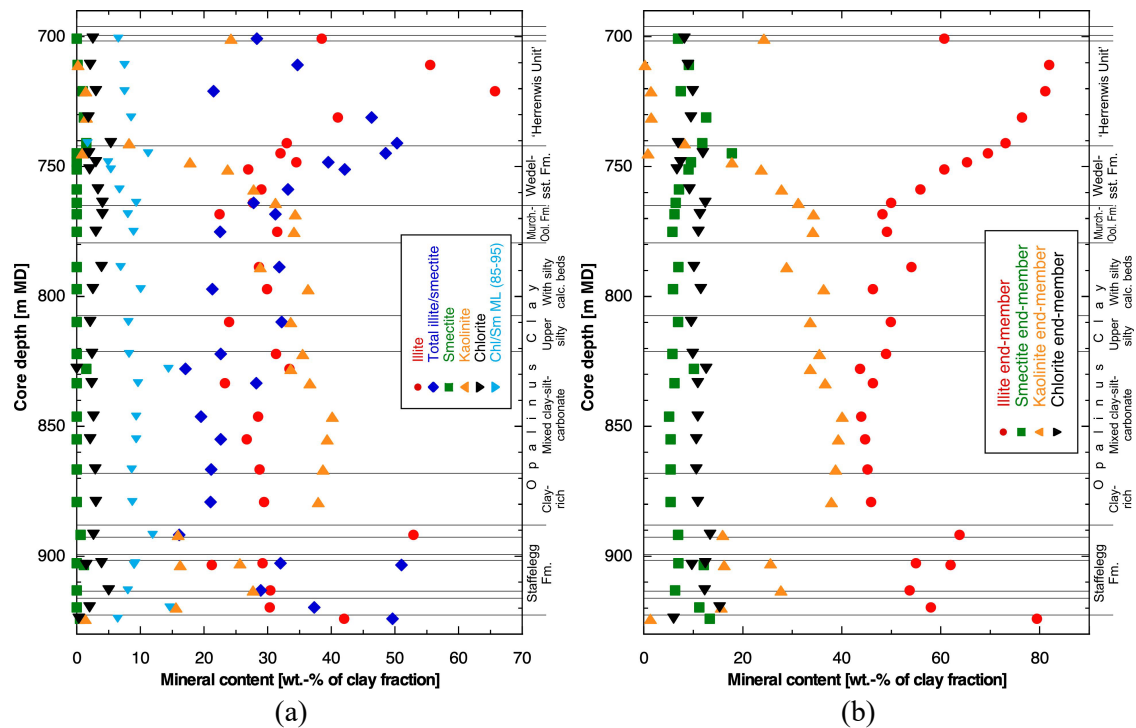 (a)
700
750
800
850
900
Core depth [m MD]
0 10 20 30 40 50 60 70
Mineral content [wt.-% of clay fraction]
Illite
Total illite/smectite
Smectite
Kaolinite
Chlorite
Chl/Sm ML (85-95)
'Herrenwis Unit'
Wedel-
sst. Fm.
Murch.-
Ool. Fm.
Opalinus Clay
With silty
calc. beds
Upper
silty
Mixed clay-silt-
carbonate
Clay-
rich
Staffelegg
Fm.
(b)
700
750
800
850
900
Core depth [m MD]
0 20 40 60 80
Mineral content [wt.-% of clay fraction]
Illite end-member
Smectite end-member
Kaolinite end-member
Chlorite end-member
'Herrenwis Unit'
Wedel-
sst. Fm.
Murch.-
Ool. Fm.
Opalinus Clay
With silty
calc. beds
Upper
silty
Mixed clay-silt-
carbonate
Clay-
rich
Staffelegg
Fm.
(a)
(b)